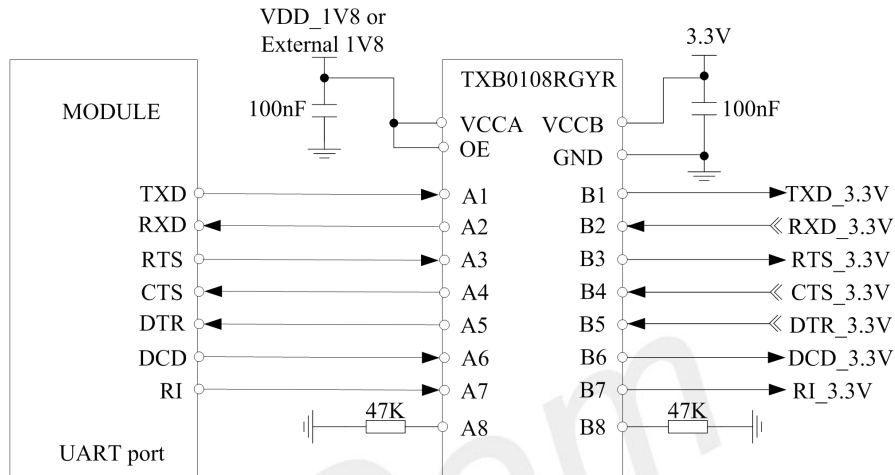 VDD_1V8 or
External 1V8
3.3V
TXB0108RGYR
MODULE
100nF
VCCA VCCB
100nF
OE
GND
TXD A1 B1 TXD_3.3V
RXD A2 B2 RXD_3.3V
RTS A3 B3 RTS_3.3V
CTS A4 B4 CTS_3.3V
DTR A5 B5 DTR_3.3V
DCD A6 B6 DCD_3.3V
RI A7 B7 RI_3.3V
47K A8 B8 47K
UART port